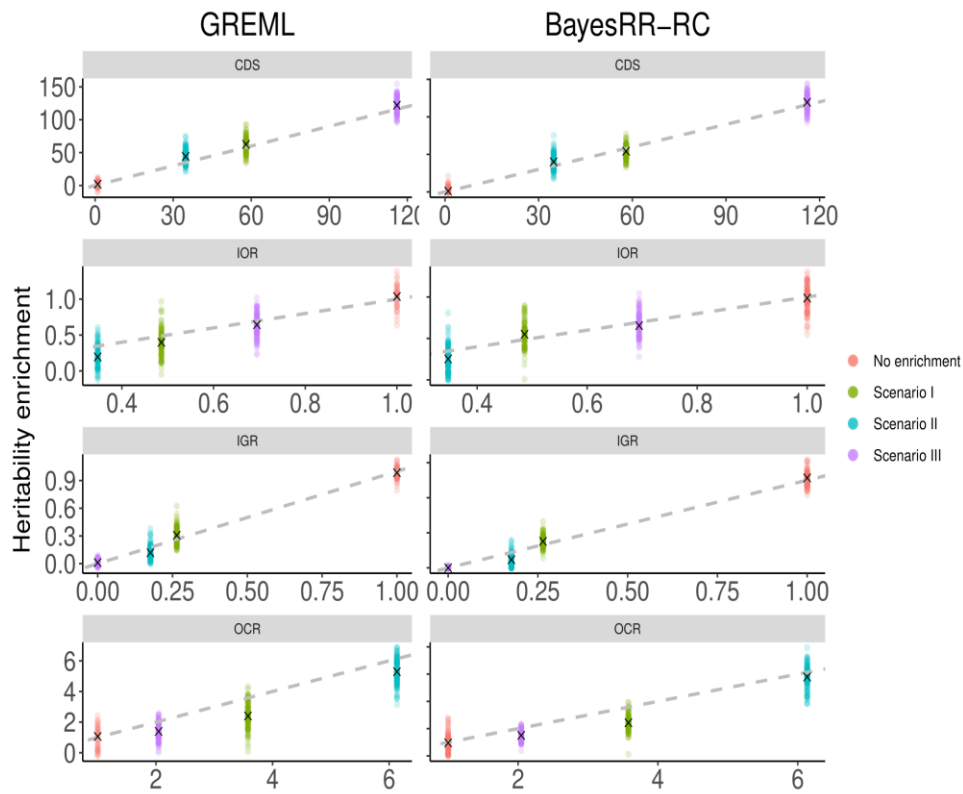 GREML BayesRR-RC
CDS CDS
150
100
50
0
0 30 60 90 120 0 30 60 90 120
IOR IOR
1.0
0.5
0.0
0.4 0.6 0.8 1.0 0.4 0.6 0.8 1.0
Heritability enrichment
No enrichment
Scenario I
Scenario II
Scenario III
IGR IGR
0.9
0.6
0.3
0.0
0.00 0.25 0.50 0.75 1.00 0.00 0.25 0.50 0.75 1.00
OCR OCR
6
4
2
0
2 4 6 2 4 6